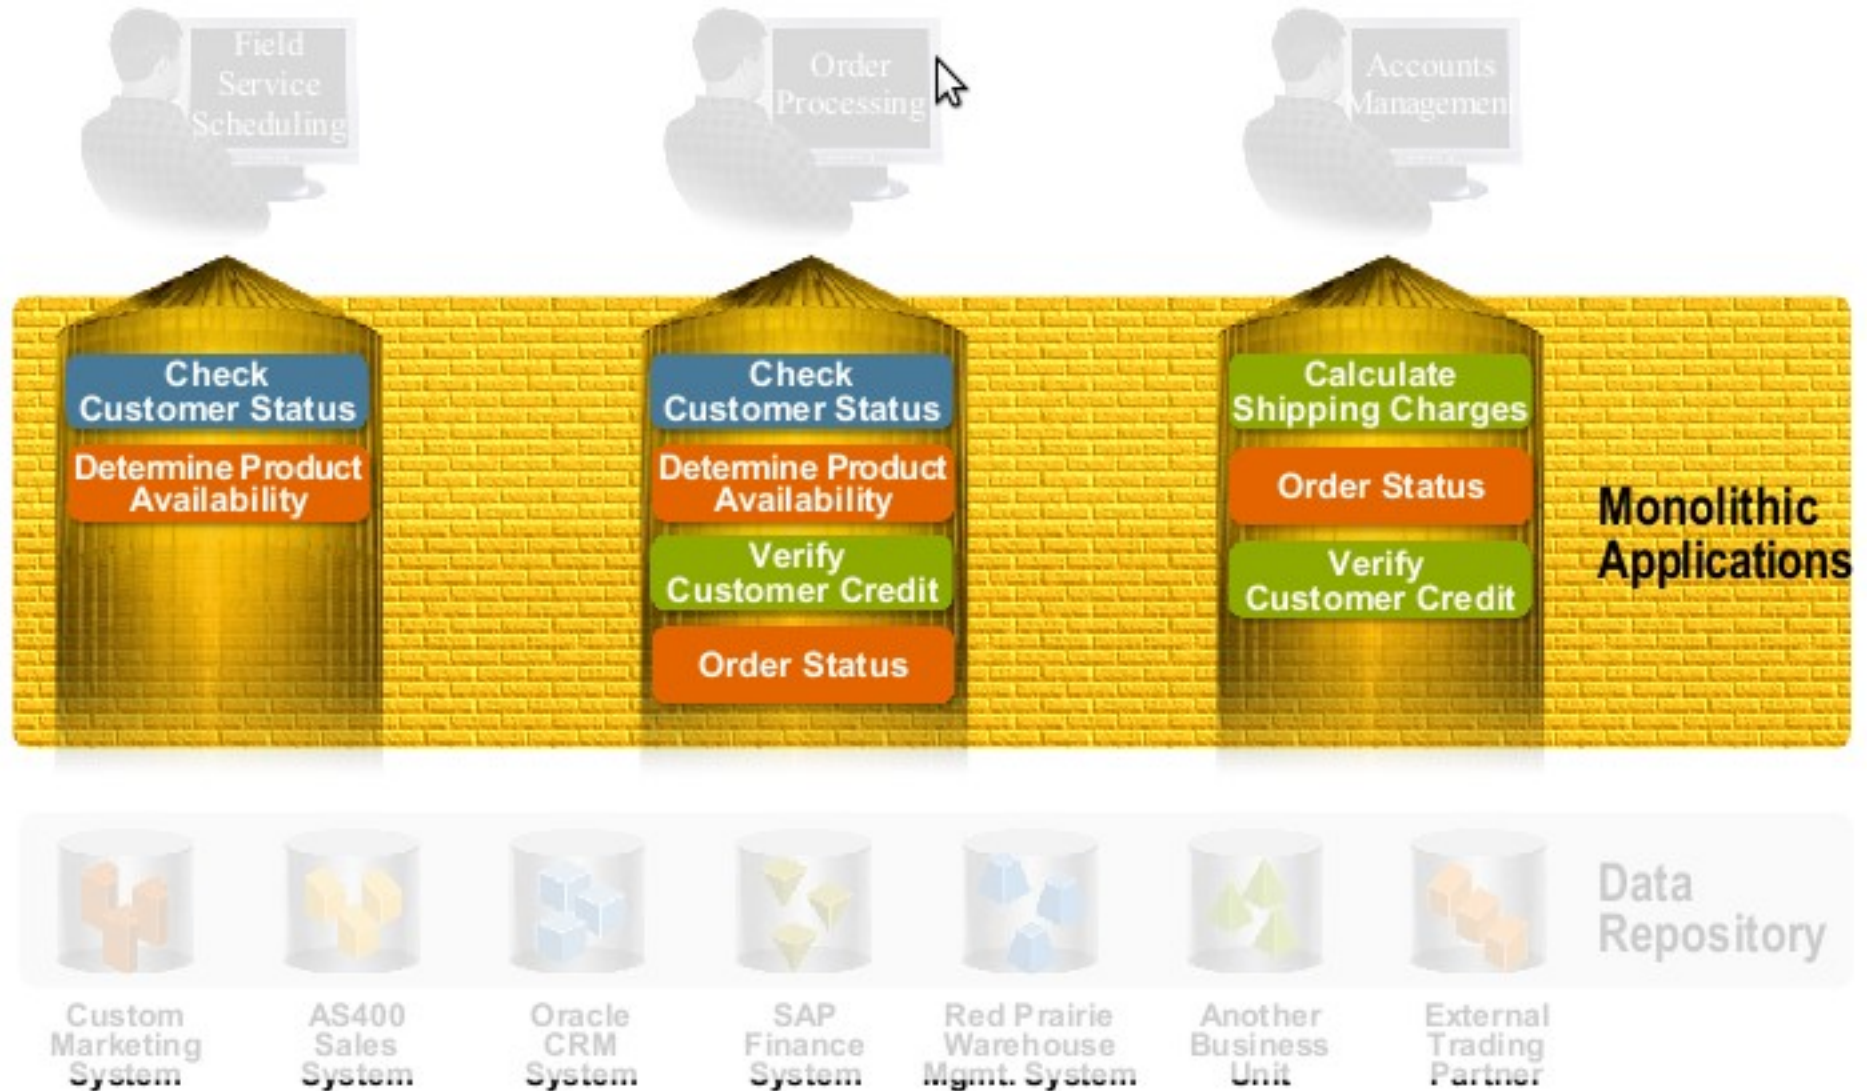 Field
Service
Scheduling
Order
Processing
Accounts
Managemen
Check
Customer Status
Determine Product
Availability
Check
Customer Status
Determine Product
Availability
Verify
Customer Credit
Order Status
Calculate
Shipping Charges
Order Status
Verify
Customer Credit
Monolithic
Applications
Data
Repository
Custom
Marketing
System
AS400
Sales
System
Oracle
CRM
System
SAP
Finance
System
Red Prairie
Warehouse
Mgmt. System
Another
Business
Unit
External
Trading
Partner